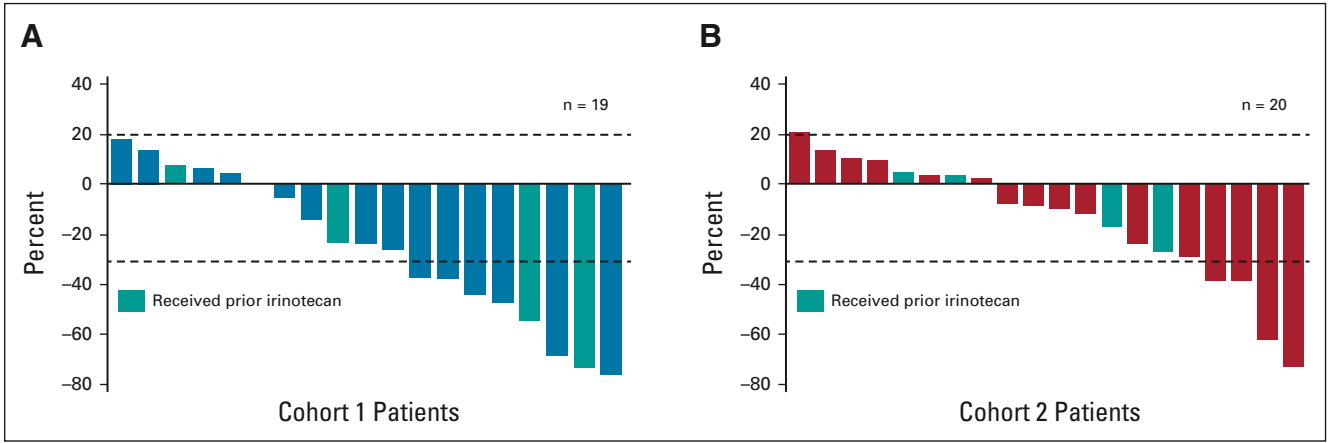 A
40
20
0
–20
–40
–60
–80
Percent
n = 19
Received prior irinotecan
Cohort 1 Patients
B
40
20
0
–20
–40
–60
–80
Percent
n = 20
Received prior irinotecan
Cohort 2 Patients